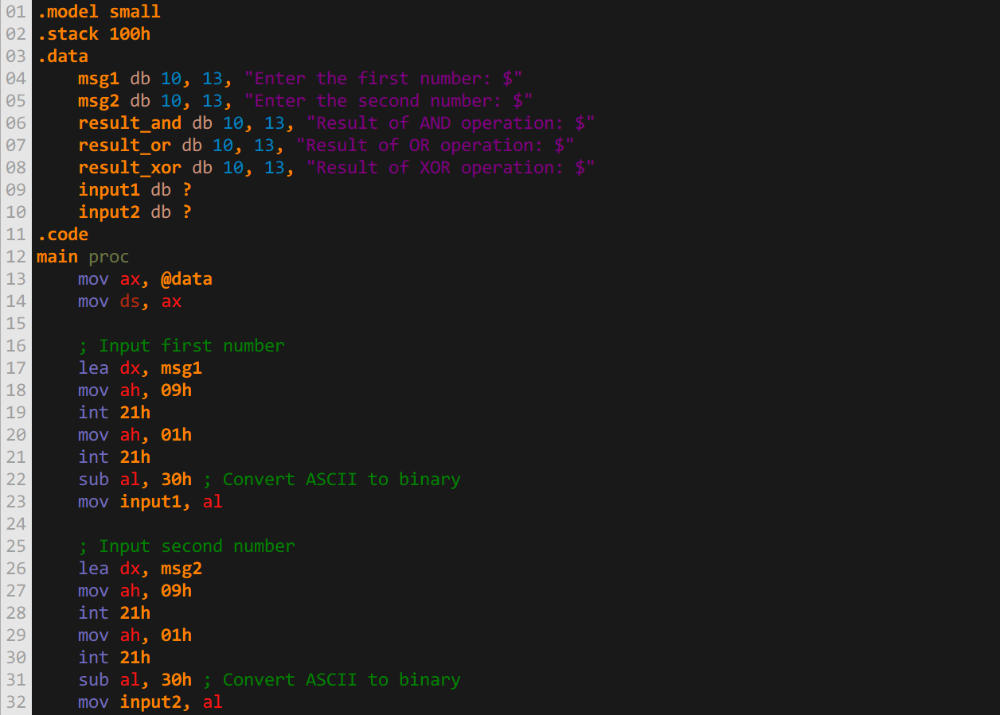 01 .model small
02 .stack 100h
03 .data
04     msg1 db 10, 13, "Enter the first number: $"
05     msg2 db 10, 13, "Enter the second number: $"
06     result_and db 10, 13, "Result of AND operation: $"
07     result_or db 10, 13, "Result of OR operation: $"
08     result_xor db 10, 13, "Result of XOR operation: $"
09     input1 db ?
10     input2 db ?
11 .code
12 main proc
13     mov ax, @data
14     mov ds, ax
15
16     ; Input first number
17     lea dx, msg1
18     mov ah, 09h
19     int 21h
20     mov ah, 01h
21     int 21h
22     sub al, 30h ; Convert ASCII to binary
23     mov input1, al
24
25     ; Input second number
26     lea dx, msg2
27     mov ah, 09h
28     int 21h
29     mov ah, 01h
30     int 21h
31     sub al, 30h ; Convert ASCII to binary
32     mov input2, al